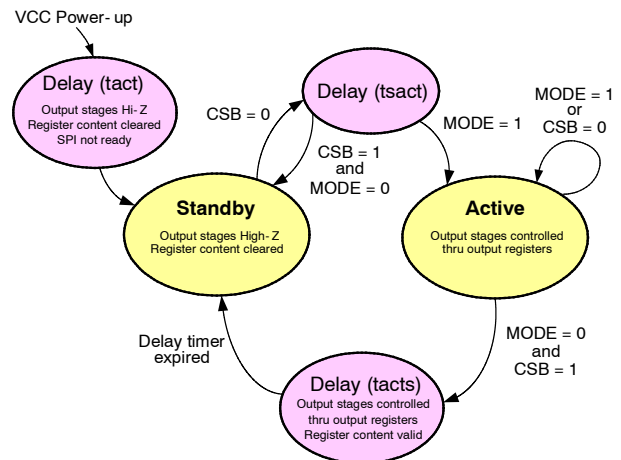 VCC Power- up
Delay (tact)
Output stages Hi- Z
Register content cleared
SPI not ready
CSB = 0
Delay (tsact)
CSB = 1
and
MODE = 0
MODE = 1
MODE = 1
or
CSB = 0
Standby
Output stages High- Z
Register content cleared
Active
Output stages controlled
thru output registers
Delay timer
expired
MODE = 0
and
CSB = 1
Delay (tacts)
Output stages controlled
thru output registers
Register content valid